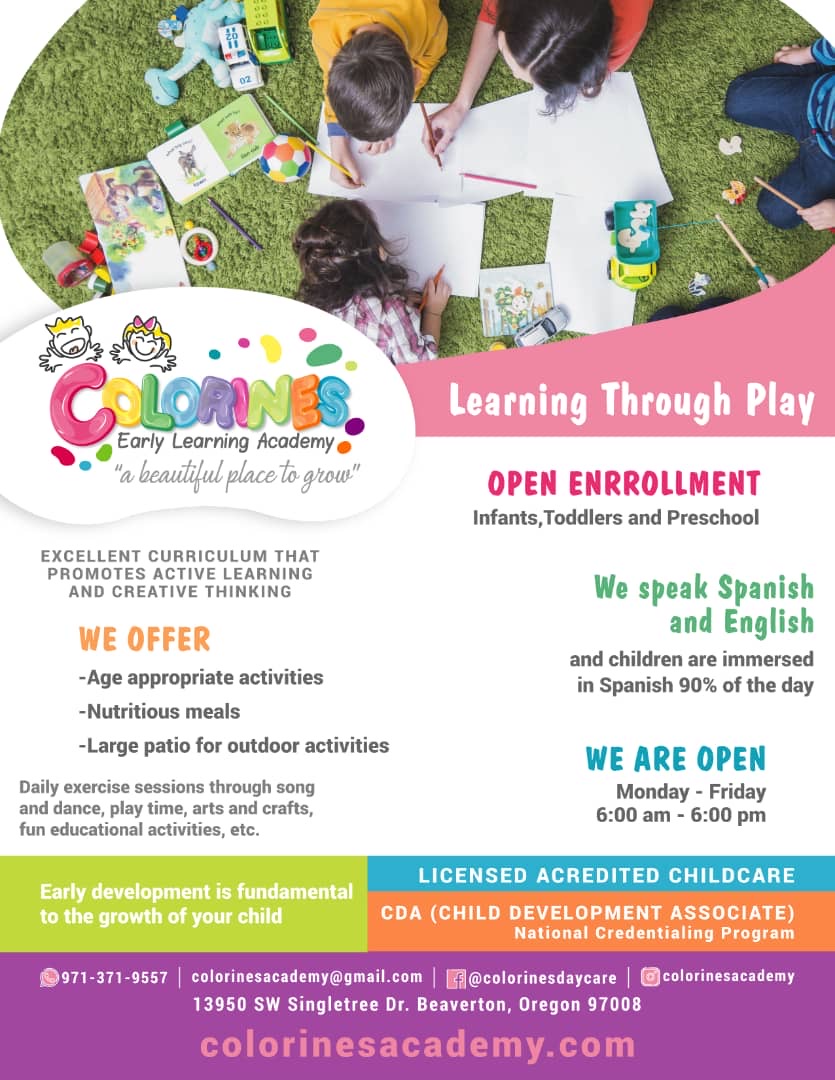 COLORINES
Early Learning Academy
"a beautiful place to grow"
Learning Through Play
OPEN ENRROLLMENT
Infants,Toddlers and Preschool
EXCELLENT CURRICULUM THAT
PROMOTES ACTIVE LEARNING
AND CREATIVE THINKING
WE OFFER
-Age appropriate activities
-Nutritious meals
-Large patio for outdoor activities
Daily exercise sessions through song
and dance, play time, arts and crafts,
fun educational activities, etc.
We speak Spanish
and English
and children are immersed
in Spanish 90% of the day
WE ARE OPEN
Monday - Friday
6:00 am - 6:00 pm
Early development is fundamental
to the growth of your child
LICENSED ACREDITED CHILDCARE
CDA (CHILD DEVELOPMENT ASSOCIATE)
National Credentialing Program
971-371-9557 | colorinesacademy@gmail.com | @colorinesdaycare | colorinesacademy
13950 SW Singletree Dr. Beaverton, Oregon 97008
colorinesacademy.com